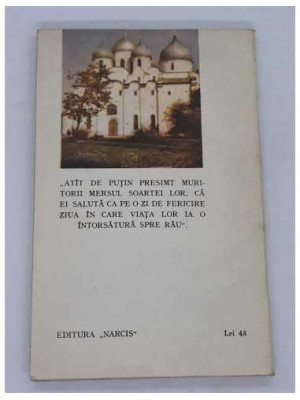 „ATÎT DE PUȚIN PRESIMT MURI-
TORII MERSUL SOARTEI LOR, CĂ
EI SALUTĂ CA PE O ZI DE FERICIRE
ZIUA ÎN CARE VIAȚA LOR IA O
ÎNTORSĂTURĂ SPRE RĂU“.
EDITURA „NARCIS“
Lei 48